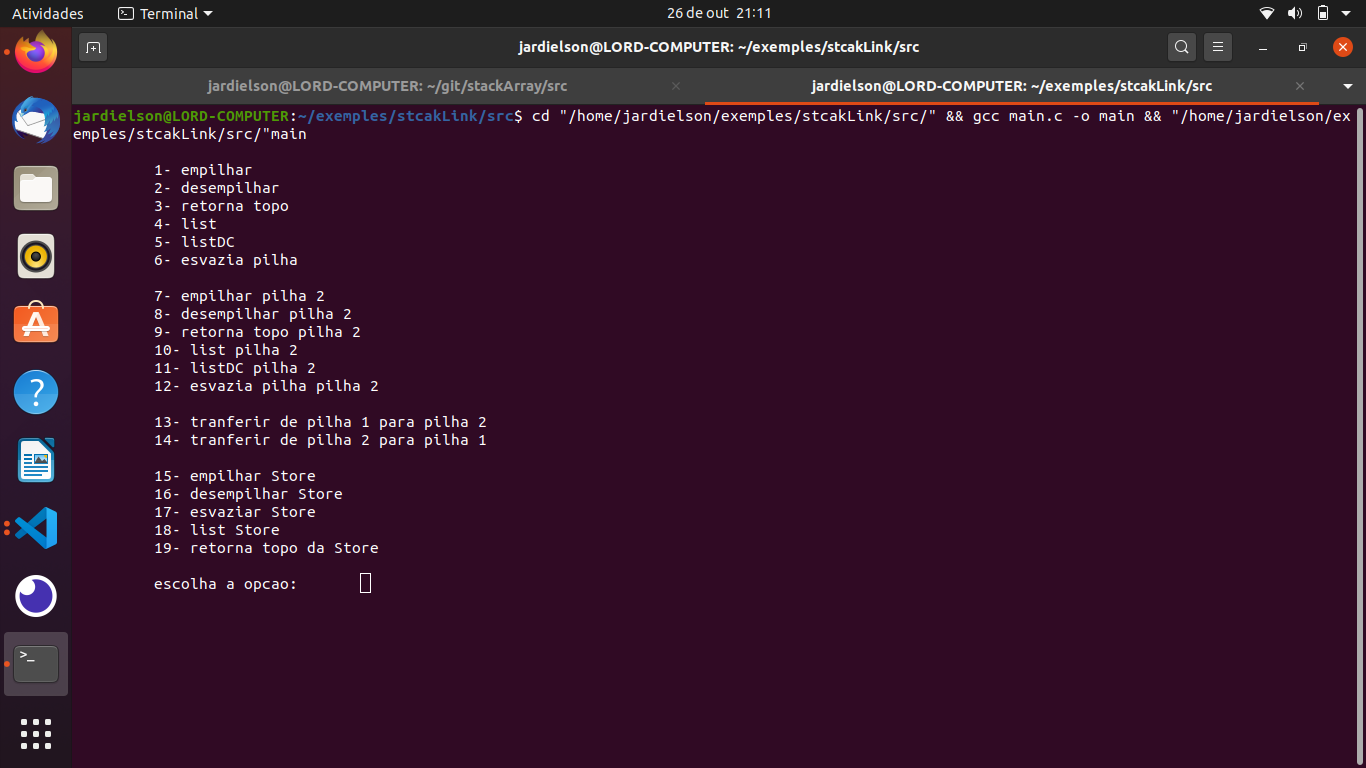 Atividades
Terminal
26 de out 21:11
jardielson@LORD-COMPUTER: ~/exemples/stcakLink/src
jardielson@LORD-COMPUTER: ~/git/stackArray/src
jardielson@LORD-COMPUTER: ~/exemples/stcakLink/src
jardielson@LORD-COMPUTER:~/exemples/stcakLink/src$ cd "/home/jardielson/exemples/stcakLink/src/" && gcc main.c -o main && "/home/jardielson/ex
emples/stcakLink/src/"main
1- empilhar
2- desempilhar
3- retorna topo
4- list
5- listDC
6- esvazia pilha
7- empilhar pilha 2
8- desempilhar pilha 2
9- retorna topo pilha 2
10- list pilha 2
11- listDC pilha 2
12- esvazia pilha pilha 2
13- tranferir de pilha 1 para pilha 2
14- tranferir de pilha 2 para pilha 1
15- empilhar Store
16- desempilhar Store
17- esvaziar Store
18- list Store
19- retorna topo da Store
escolha a opcao: